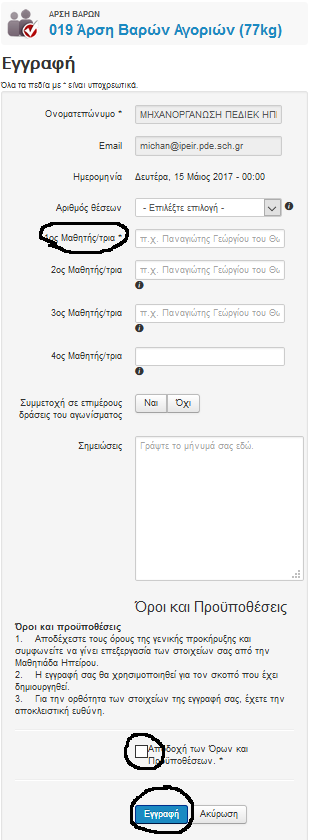 ΑΡΣΗ ΒΑΡΩΝ
019 Άρση Βαρών Αγοριών (77kg)
Εγγραφή
Όλα τα πεδία με * είναι υποχρεωτικά.
Ονοματεπώνυμο * ΜΗΧΑΝΟΡΓΑΝΩΣΗ ΠΕΔΙΕΚ ΗΠ
Email michan@ipeir.pde.sch.gr
Ημερομηνία Δευτέρα, 15 Μάιος 2017 - 00:00
Αριθμός θέσεων - Επιλέξτε επιλογή -
1ος Μαθητής/τρια * π.χ. Παναγιώτης Γεώργίου του Θω
2ος Μαθητής/τρια π.χ. Παναγιώτης Γεώργίου του Θω
3ος Μαθητής/τρια π.χ. Παναγιώτης Γεώργίου του Θω
4ος Μαθητής/τρια
Συμμετοχή σε επιμέρους Ναι Όχι
δράσεις του αγωνίσματος
Σημειώσεις Γράψτε το μήνυμά σας εδώ.
Όροι και Προϋποθέσεις
Όροι και προϋποθέσεις
1. Αποδέχεστε τους όρους της γενικής προκήρυξης και
συμφωνείτε να γίνει επεξεργασία των στοιχείων σας από την
Μαθητιάδα Ηπείρου.
2. Η εγγραφή σας θα χρησιμοποιηθεί για τον σκοπό που έχει
δημιουργηθεί.
3. Για την ορθότητα των στοιχείων της εγγραφή σας, έχετε την
αποκλειστική ευθύνη.
Αποδοχή των Όρων και
Προϋποθέσεων. *
Εγγραφή Ακύρωση